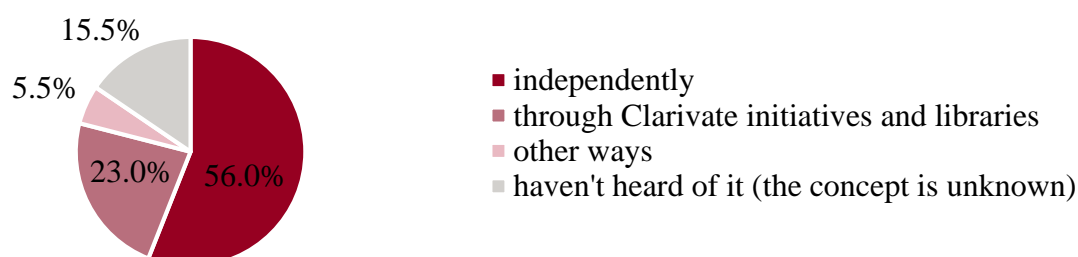 15.5%
5.5%
23.0%
56.0%
independently
through Clarivate initiatives and libraries
other ways
haven't heard of it (the concept is unknown)